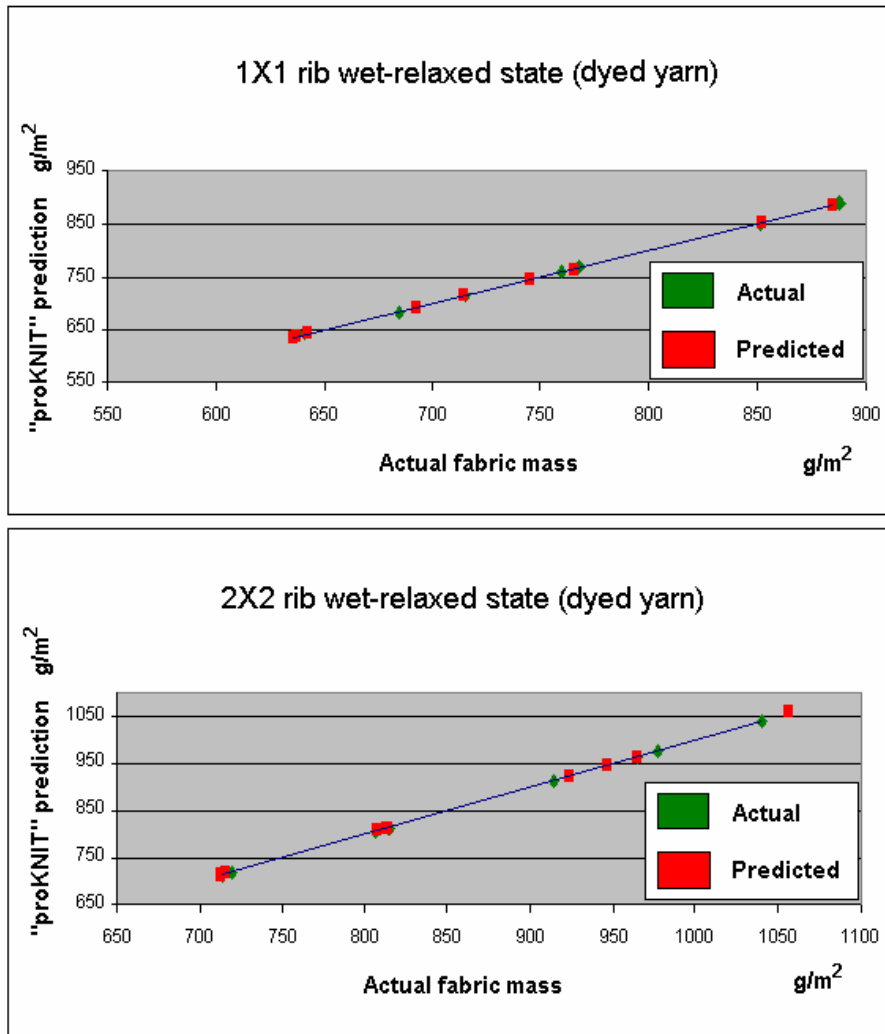 1X1 rib wet-relaxed state (dyed yarn)
"proKNIT" prediction g/m²
950
850
750
650
550
550 600 650 700 750 800 850 900
Actual
Predicted
Actual fabric mass g/m²
2X2 rib wet-relaxed state (dyed yarn)
"proKNIT" prediction g/m²
1050
950
850
750
650
650 700 750 800 850 900 950 1000 1050 1100
Actual
Predicted
Actual fabric mass g/m²